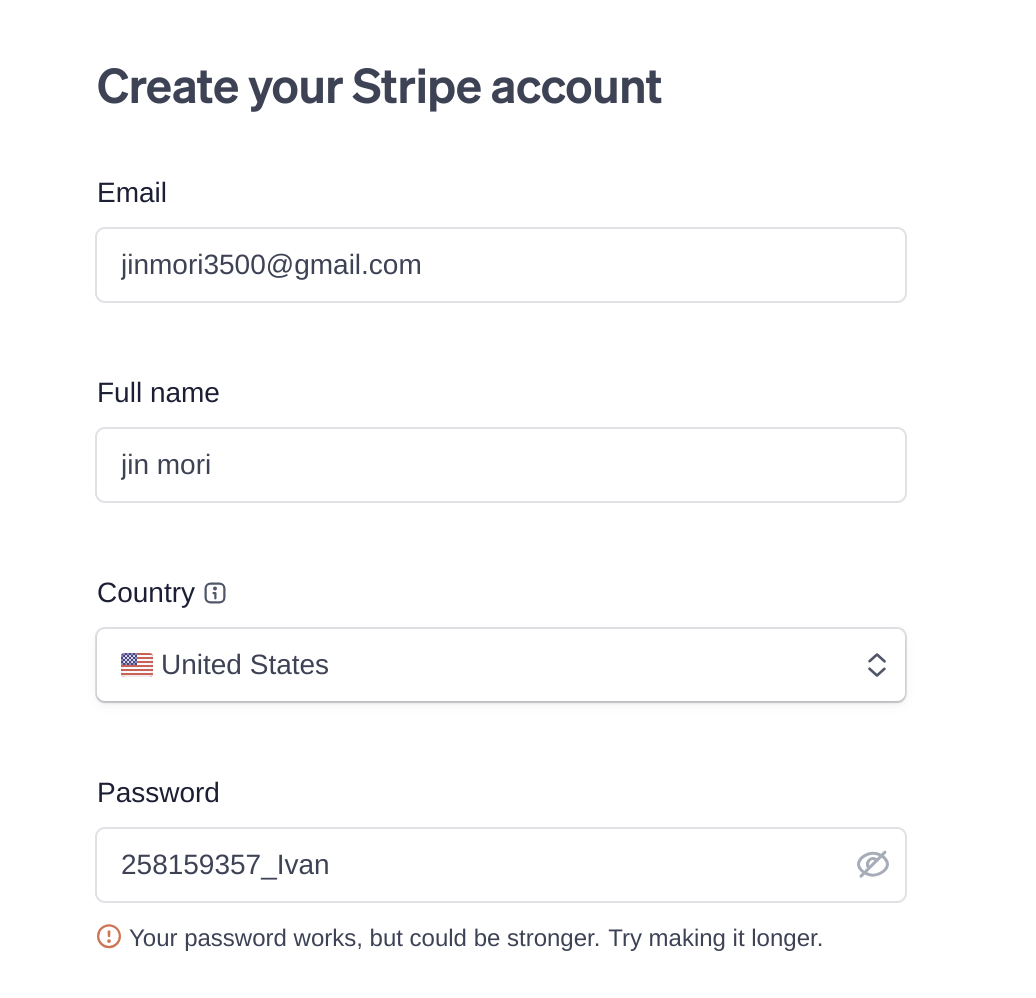 Create your Stripe account
Email
jinmori3500@gmail.com
Full name
jin mori
Country
United States
Password
258159357_Ivan
Your password works, but could be stronger. Try making it longer.